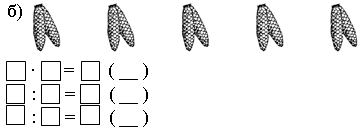 б)
□ · □ = □ (__)
□ : □ = □ (__)
□ : □ = □ (__)